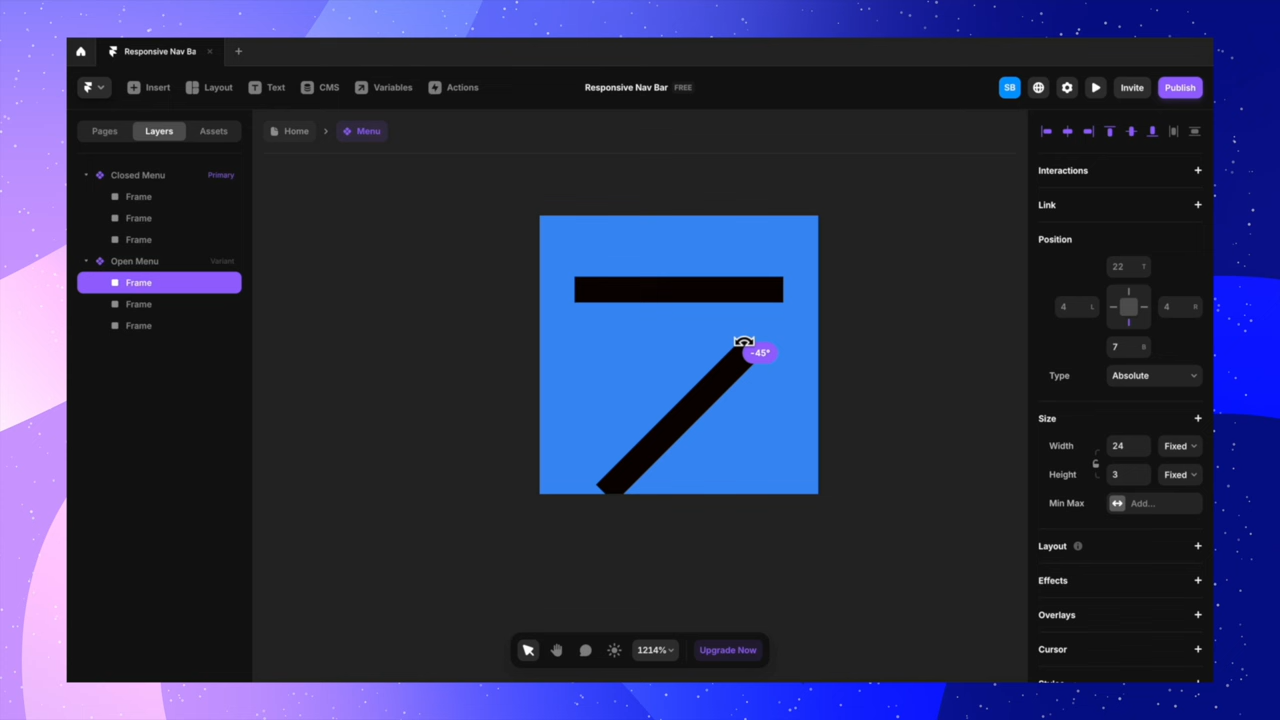 Responsive Nav Ba
Insert Layout Text CMS Variables Actions
Responsive Nav Bar FREE
SB Invite Publish
Pages Layers Assets
Home Menu
Closed Menu Primary
Frame
Frame
Frame
Open Menu Variant
Frame
Frame
Frame
-45°
1214% Upgrade Now
Interactions
Link
Position
22 T
4 L 4 R
7 B
Type Absolute
Size
Width 24 Fixed
Height 3 Fixed
Min Max Add...
Layout
Effects
Overlays
Cursor